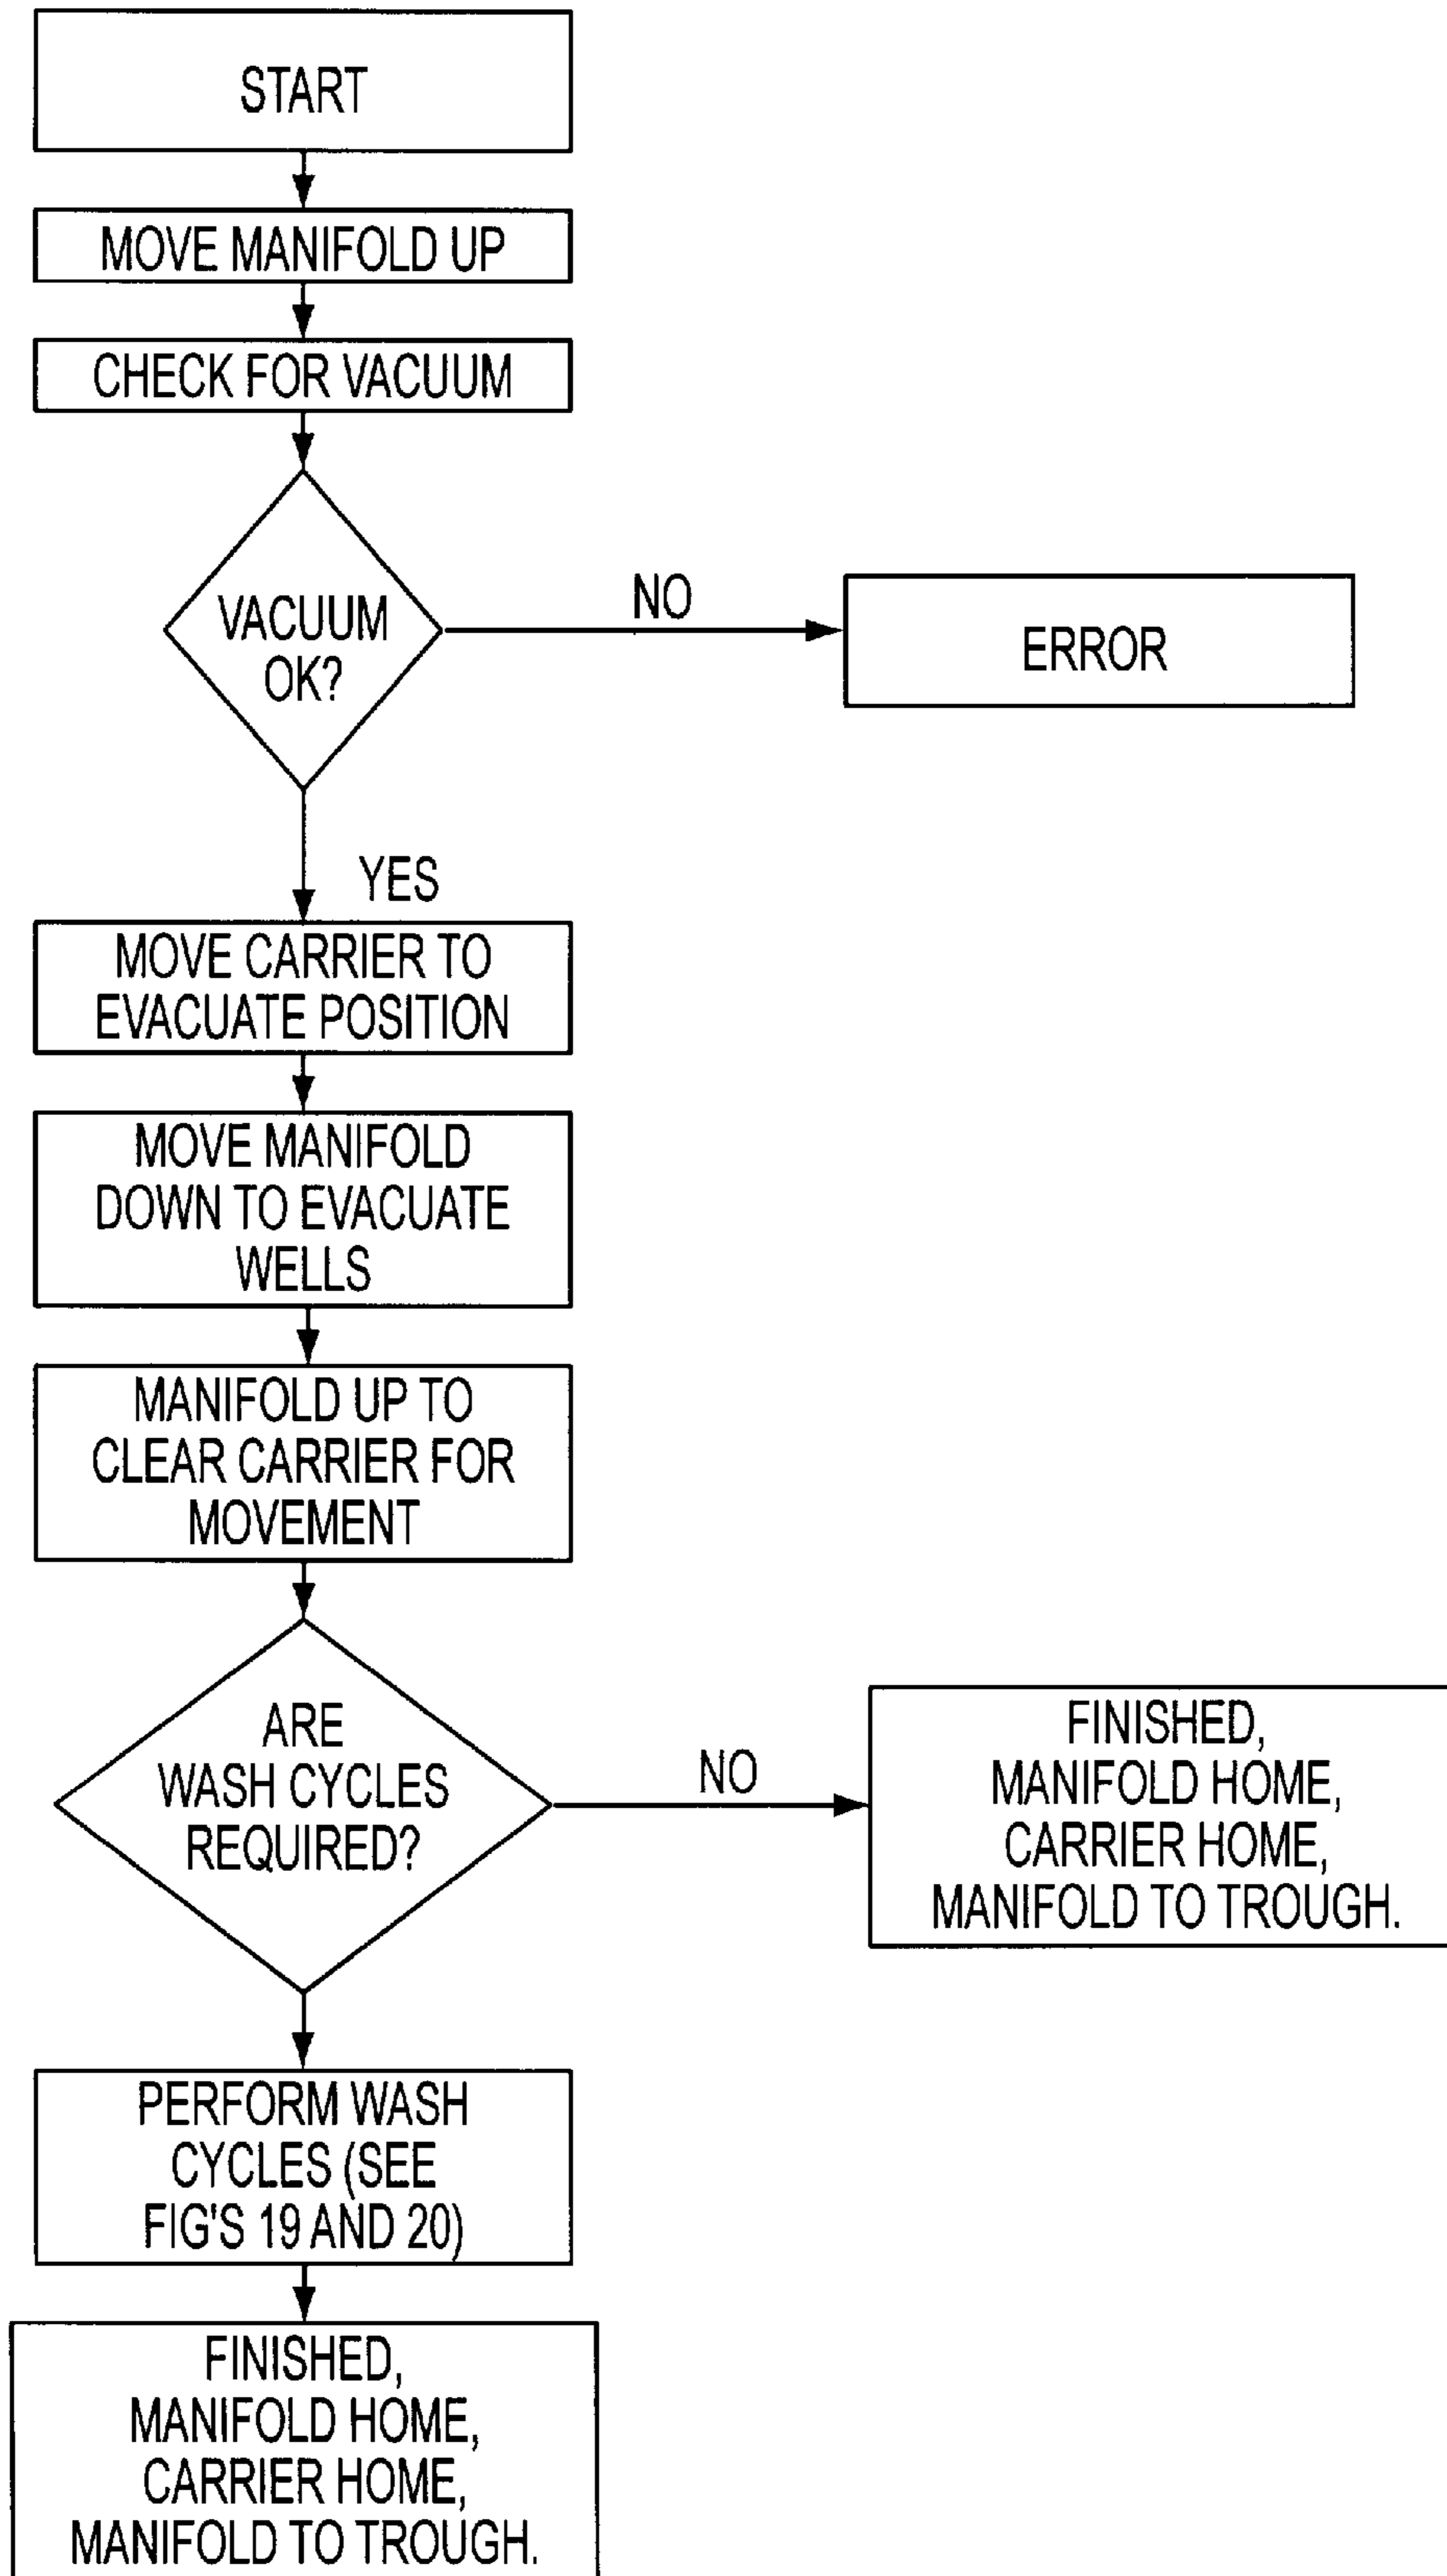 START
MOVE MANIFOLD UP
CHECK FOR VACUUM
VACUUM
OK?
NO
ERROR
YES
MOVE CARRIER TO
EVACUATE POSITION
MOVE MANIFOLD
DOWN TO EVACUATE
WELLS
MANIFOLD UP TO
CLEAR CARRIER FOR
MOVEMENT
ARE
WASH CYCLES
REQUIRED?
NO
FINISHED,
MANIFOLD HOME,
CARRIER HOME,
MANIFOLD TO TROUGH.
PERFORM WASH
CYCLES (SEE
FIG'S 19 AND 20)
FINISHED,
MANIFOLD HOME,
CARRIER HOME,
MANIFOLD TO TROUGH.